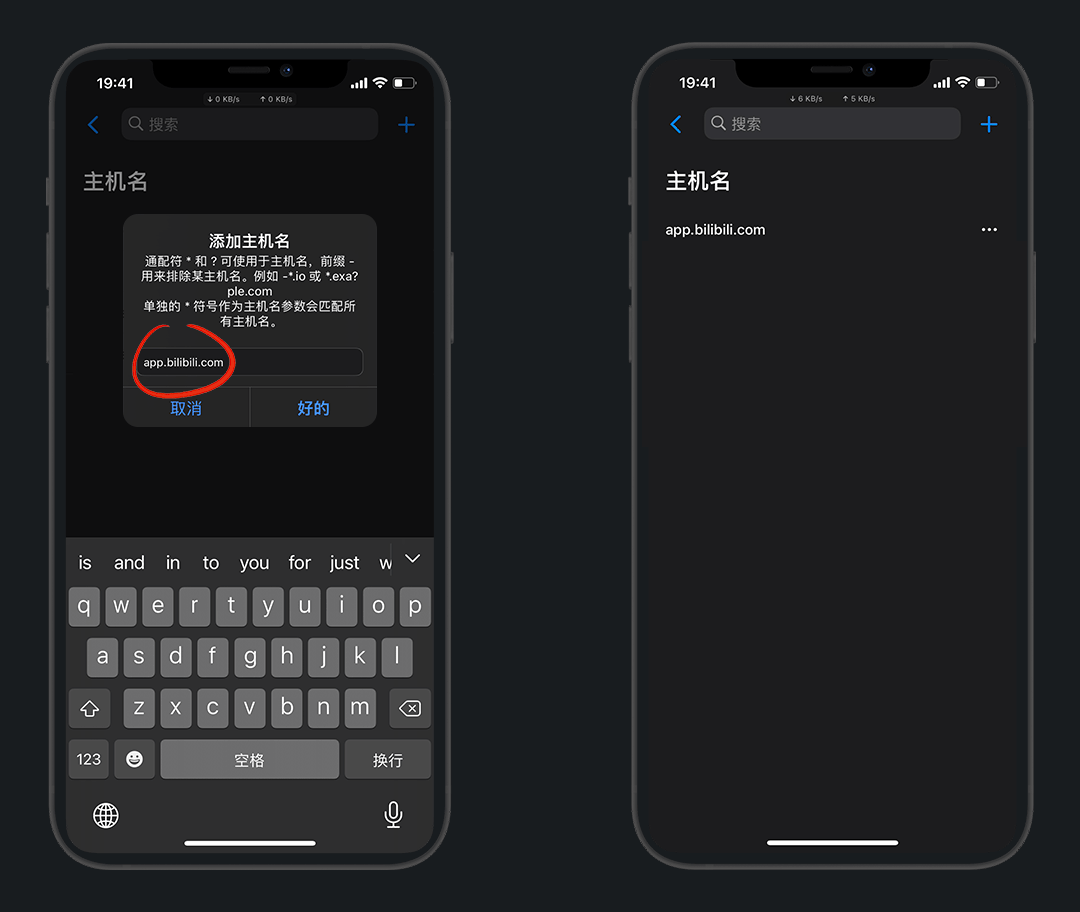 19:41
↓ 0 KB/s ↑ 0 KB/s
搜索
主机名
添加主机名
通配符 * 和 ? 可使用于主机名，前缀 -
用来排除某主机名。例如 -*.io 或 *.exa?
ple.com
单独的 * 符号作为主机名参数会匹配所
有主机名。
app.bilibili.com
取消 好的
is and in to you for just w
q w e r t y u i o p
a s d f g h j k l
z x c v b n m
123 空格 换行
19:41
↓ 6 KB/s ↑ 5 KB/s
搜索
主机名
app.bilibili.com